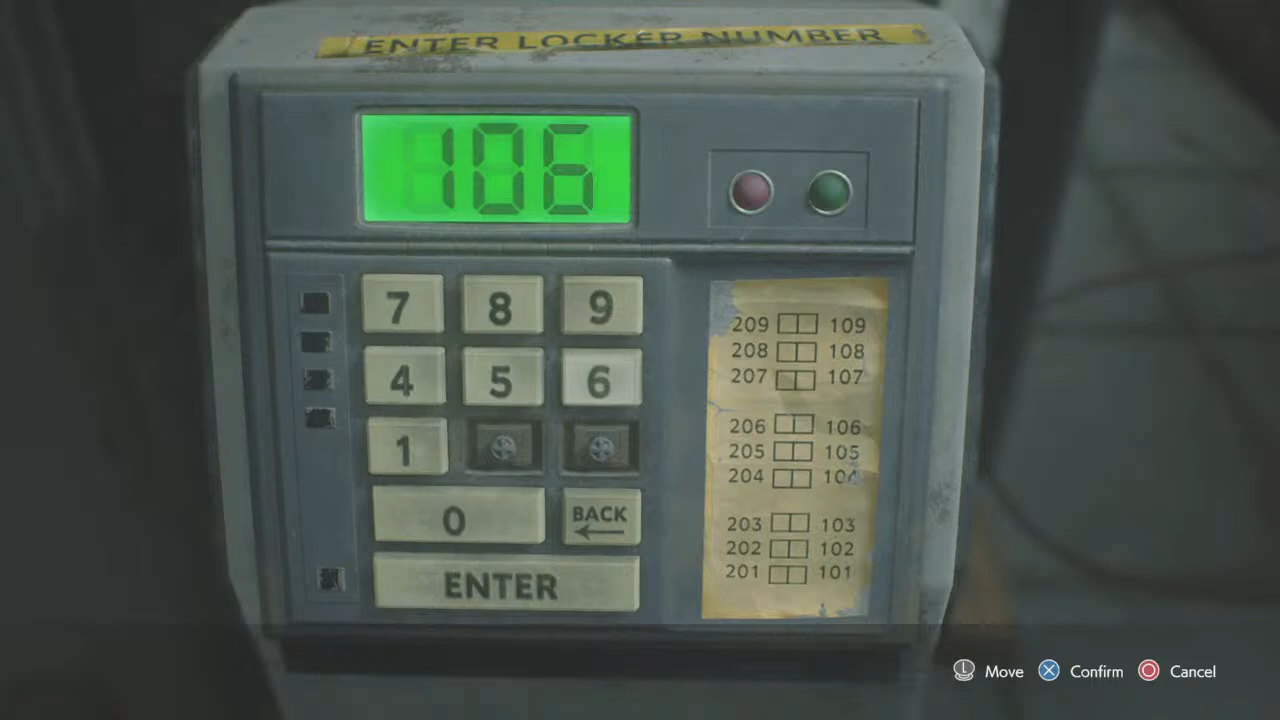 ENTER LOCKER NUMBER
106
7 8 9
4 5 6
1
0 BACK
ENTER
209 109
208 108
207 107
206 106
205 105
204 104
203 103
202 102
201 101
Move Confirm Cancel